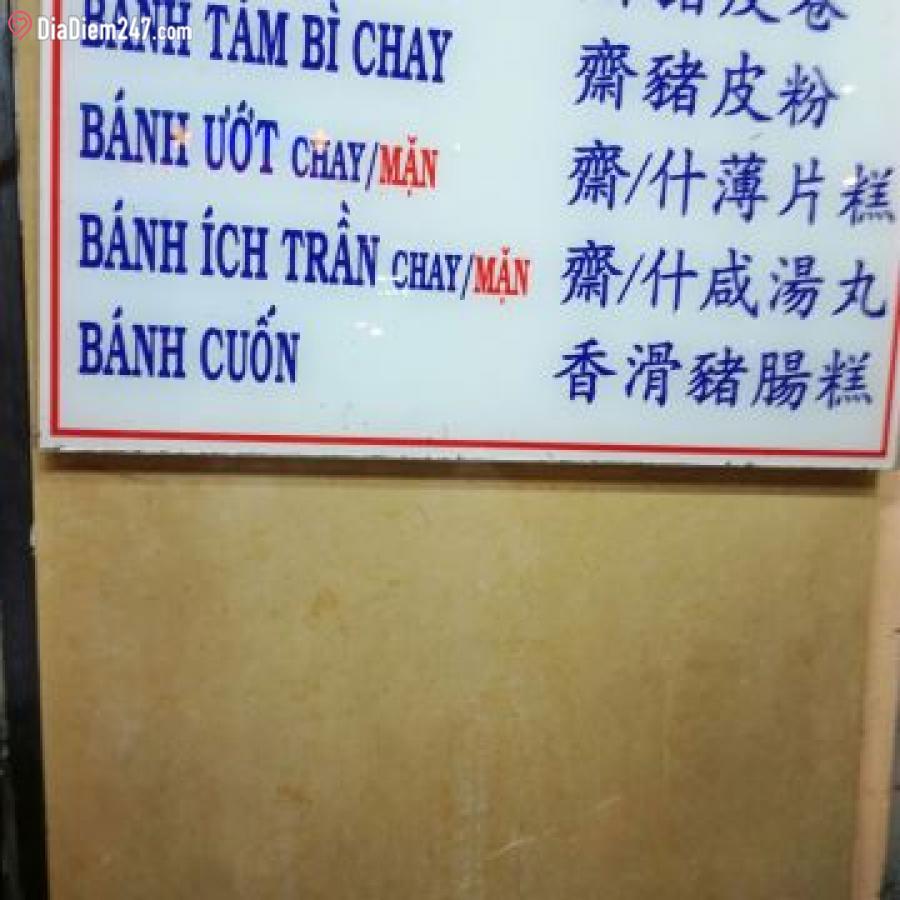 DiaDiem247.com
BÁNH TẰM BÌ CHAY 齋豬皮粉
BÁNH ƯỚT CHAY/MẶN 齋/什薄片糕
BÁNH ÍCH TRẦN CHAY/MẶN 齋/什咸湯丸
BÁNH CUỐN 香滑豬腸糕